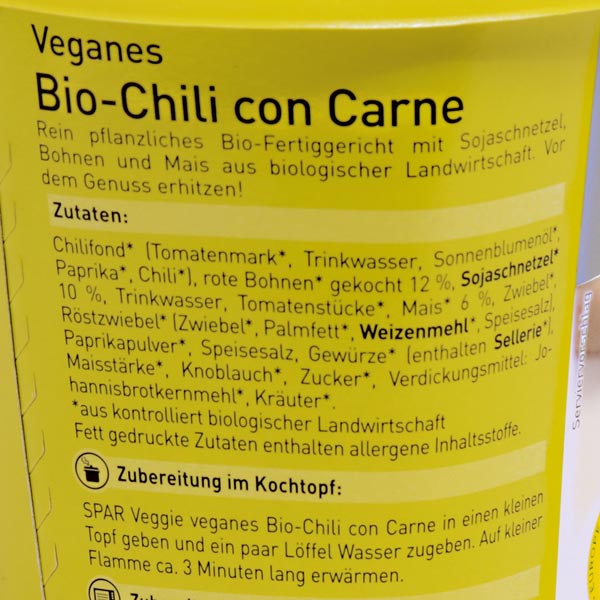 Veganes
Bio-Chili con Carne
Rein pflanzliches Bio-Fertiggericht mit Sojaschnetzel,
Bohnen und Mais aus biologischer Landwirtschaft. Vor
dem Genuss erhitzen!
Zutaten:
Chilifond* (Tomatenmark*, Trinkwasser, Sonnenblumenöl*,
Paprika*, Chili*), rote Bohnen* gekocht 12 %, Sojaschnetzel*
10 %, Trinkwasser, Tomatenstücke*, Mais* 6 %, Zwiebel*,
Röstzwiebel* (Zwiebel*, Palmfett*, Weizenmehl*, Speisesalz),
Paprikapulver*, Speisesalz, Gewürze* (enthalten Sellerie*),
Maisstärke*, Knoblauch*, Zucker*, Verdickungsmittel: Jo-
hannisbrotkernmehl*, Kräuter*.
*aus kontrolliert biologischer Landwirtschaft
Fett gedruckte Zutaten enthalten allergene Inhaltsstoffe.
Zubereitung im Kochtopf:
SPAR Veggie veganes Bio-Chili con Carne in einen kleinen
Topf geben und ein paar Löffel Wasser zugeben. Auf kleiner
Flamme ca. 3 Minuten lang erwärmen.
Serviervorschlag